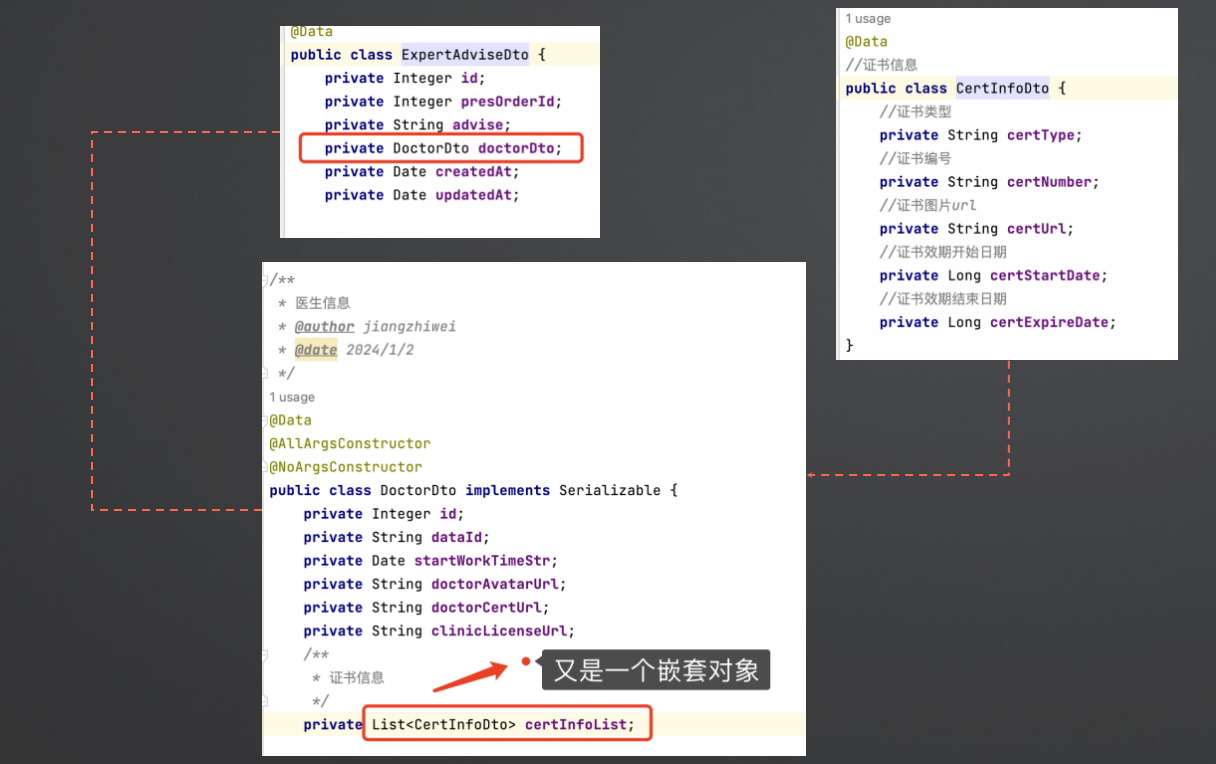 @Data
public class ExpertAdviseDto {
private Integer id;
private Integer presOrderId;
private String advise;
private DoctorDto doctorDto;
private Date createdAt;
private Date updatedAt;
1 usage
@Data
//证书信息
public class CertInfoDto {
//证书类型
private String certType;
//证书编号
private String certNumber;
//证书图片url
private String certUrl;
//证书效期开始日期
private Long certStartDate;
//证书效期结束日期
private Long certExpireDate;
}
/**
* 医生信息
* @author jiangzhiwei
* @date 2024/1/2
*/
1 usage
@Data
@AllArgsConstructor
@NoArgsConstructor
public class DoctorDto implements Serializable {
private Integer id;
private String dataId;
private Date startWorkTimeStr;
private String doctorAvatarUrl;
private String doctorCertUrl;
private String clinicLicenseUrl;
/**
又是一个嵌套对象
* 证书信息
*/
private List<CertInfoDto> certInfoList;